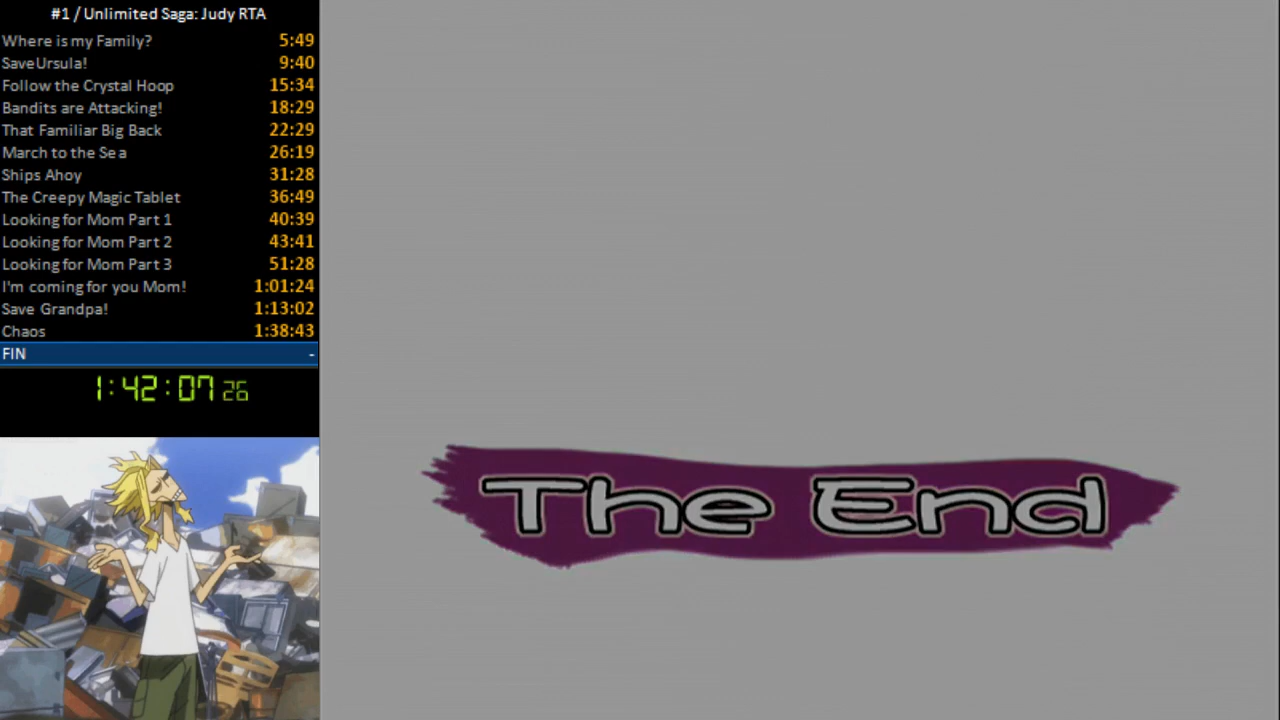 #1 / Unlimited Saga: Judy RTA
Where is my Family? 5:49
Save Ursula! 9:40
Follow the Crystal Hoop 15:34
Bandits are Attacking! 18:29
That Familiar Big Back 22:29
March to the Sea 26:19
Ships Ahoy 31:28
The Creepy Magic Tablet 36:49
Looking for Mom Part 1 40:39
Looking for Mom Part 2 43:41
Looking for Mom Part 3 51:28
I'm coming for you Mom! 1:01:24
Save Grandpa! 1:13:02
Chaos 1:38:43
FIN -
1:42:07 26
The End